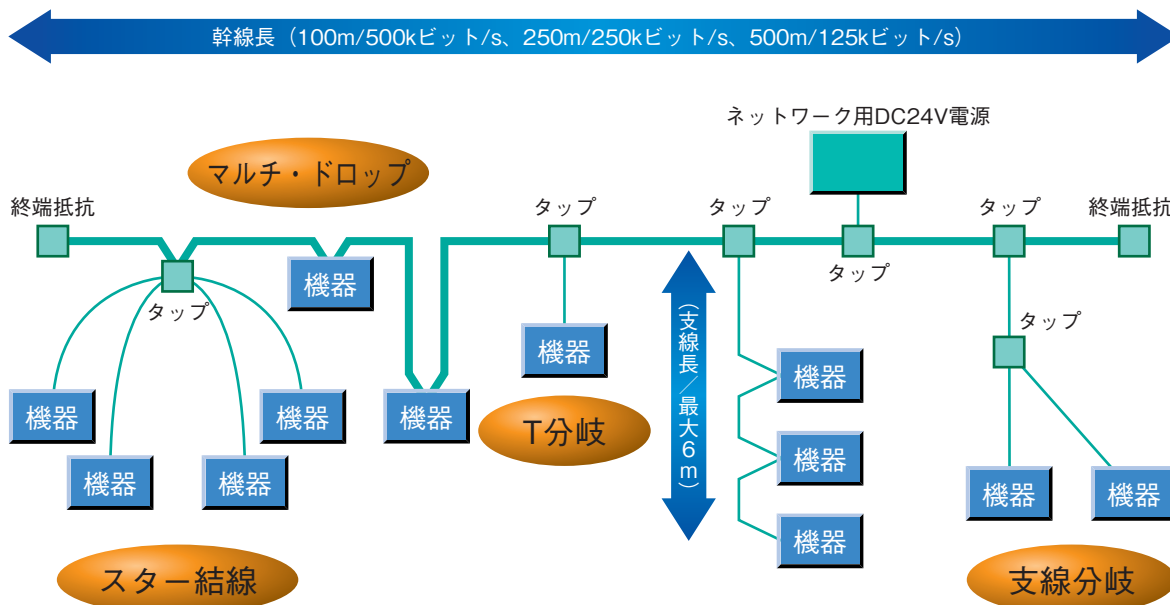 幹線長（100m/500kビット/s、250m/250kビット/s、500m/125kビット/s）
ネットワーク用DC24V電源
マルチ・ドロップ
終端抵抗
タップ
タップ
タップ
終端抵抗
機器
タップ
タップ
タップ
（支線長／最大6m）
機器
機器
機器
機器
機器
T分岐
機器
機器
機器
機器
機器
機器
スター結線
支線分岐
機器